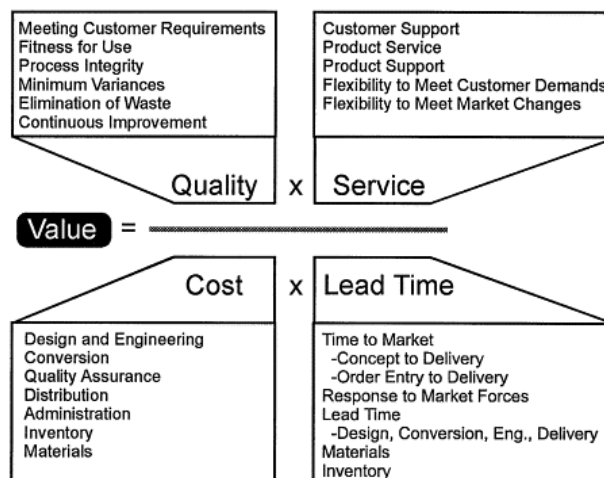 Meeting Customer Requirements
Fitness for Use
Process Integrity
Minimum Variances
Elimination of Waste
Continuous Improvement
Customer Support
Product Service
Product Support
Flexibility to Meet Customer Demands
Flexibility to Meet Market Changes
Quality x Service
Value =
Cost x Lead Time
Design and Engineering
Conversion
Quality Assurance
Distribution
Administration
Inventory
Materials
Time to Market
-Concept to Delivery
-Order Entry to Delivery
Response to Market Forces
Lead Time
-Design, Conversion, Eng., Delivery
Materials
Inventory